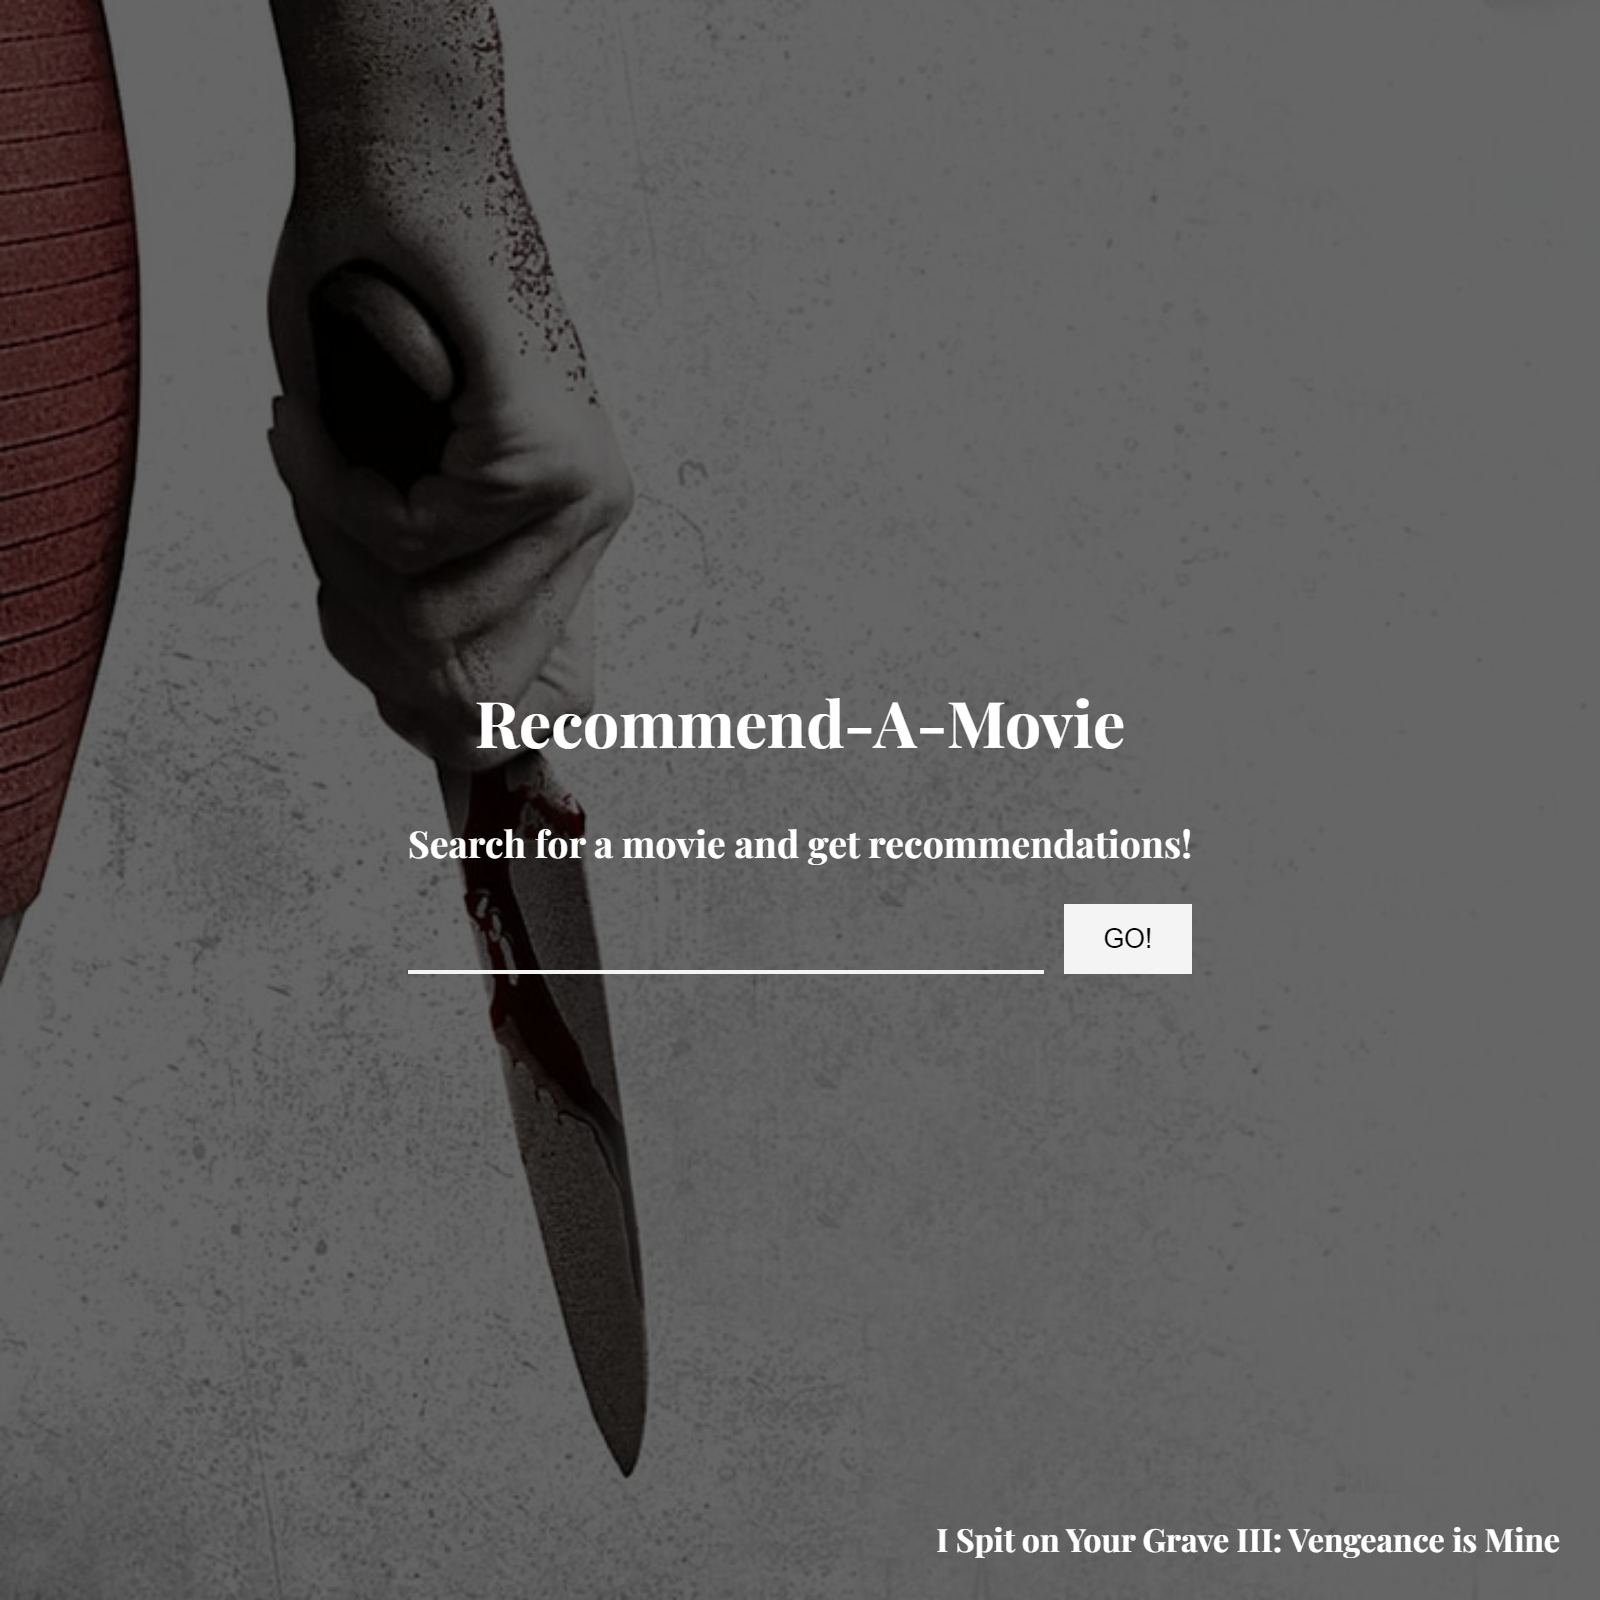 Recommend-A-Movie
Search for a movie and get recommendations!
GO!
I Spit on Your Grave III: Vengeance is Mine